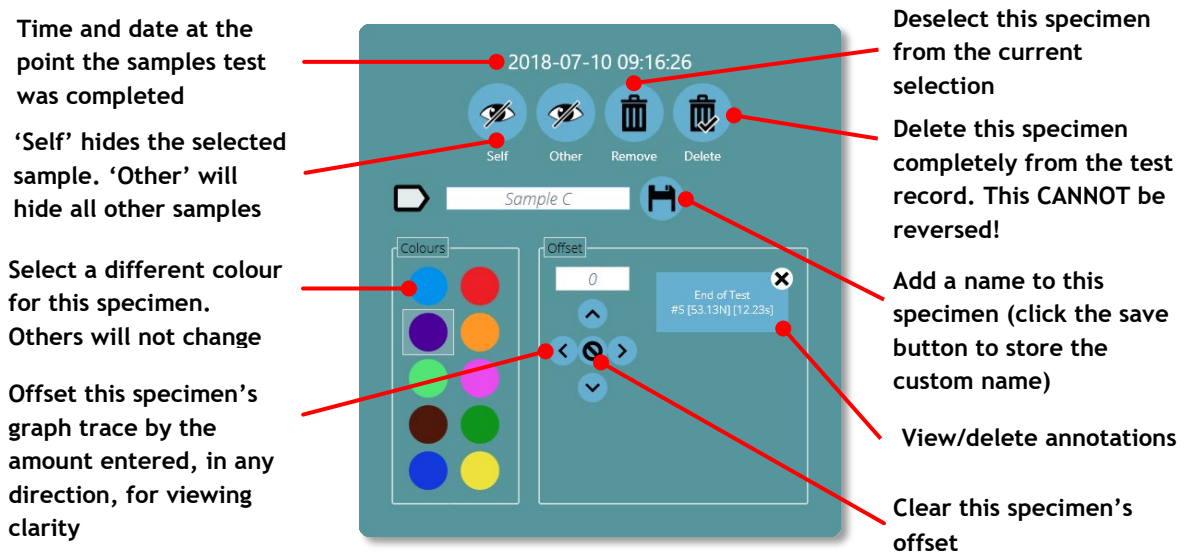 Time and date at the
point the samples test
was completed
‘Self’ hides the selected
sample. ‘Other’ will
hide all other samples
Select a different colour
for this specimen.
Others will not change
Offset this specimen’s
graph trace by the
amount entered, in any
direction, for viewing
clarity
2018-07-10 09:16:26
Self Other Remove Delete
Sample C
Colours
Offset
0
End of Test
#5 [53.13N] [12.23s]
Deselect this specimen
from the current
selection
Delete this specimen
completely from the test
record. This CANNOT be
reversed!
Add a name to this
specimen (click the save
button to store the
custom name)
View/delete annotations
Clear this specimen’s
offset